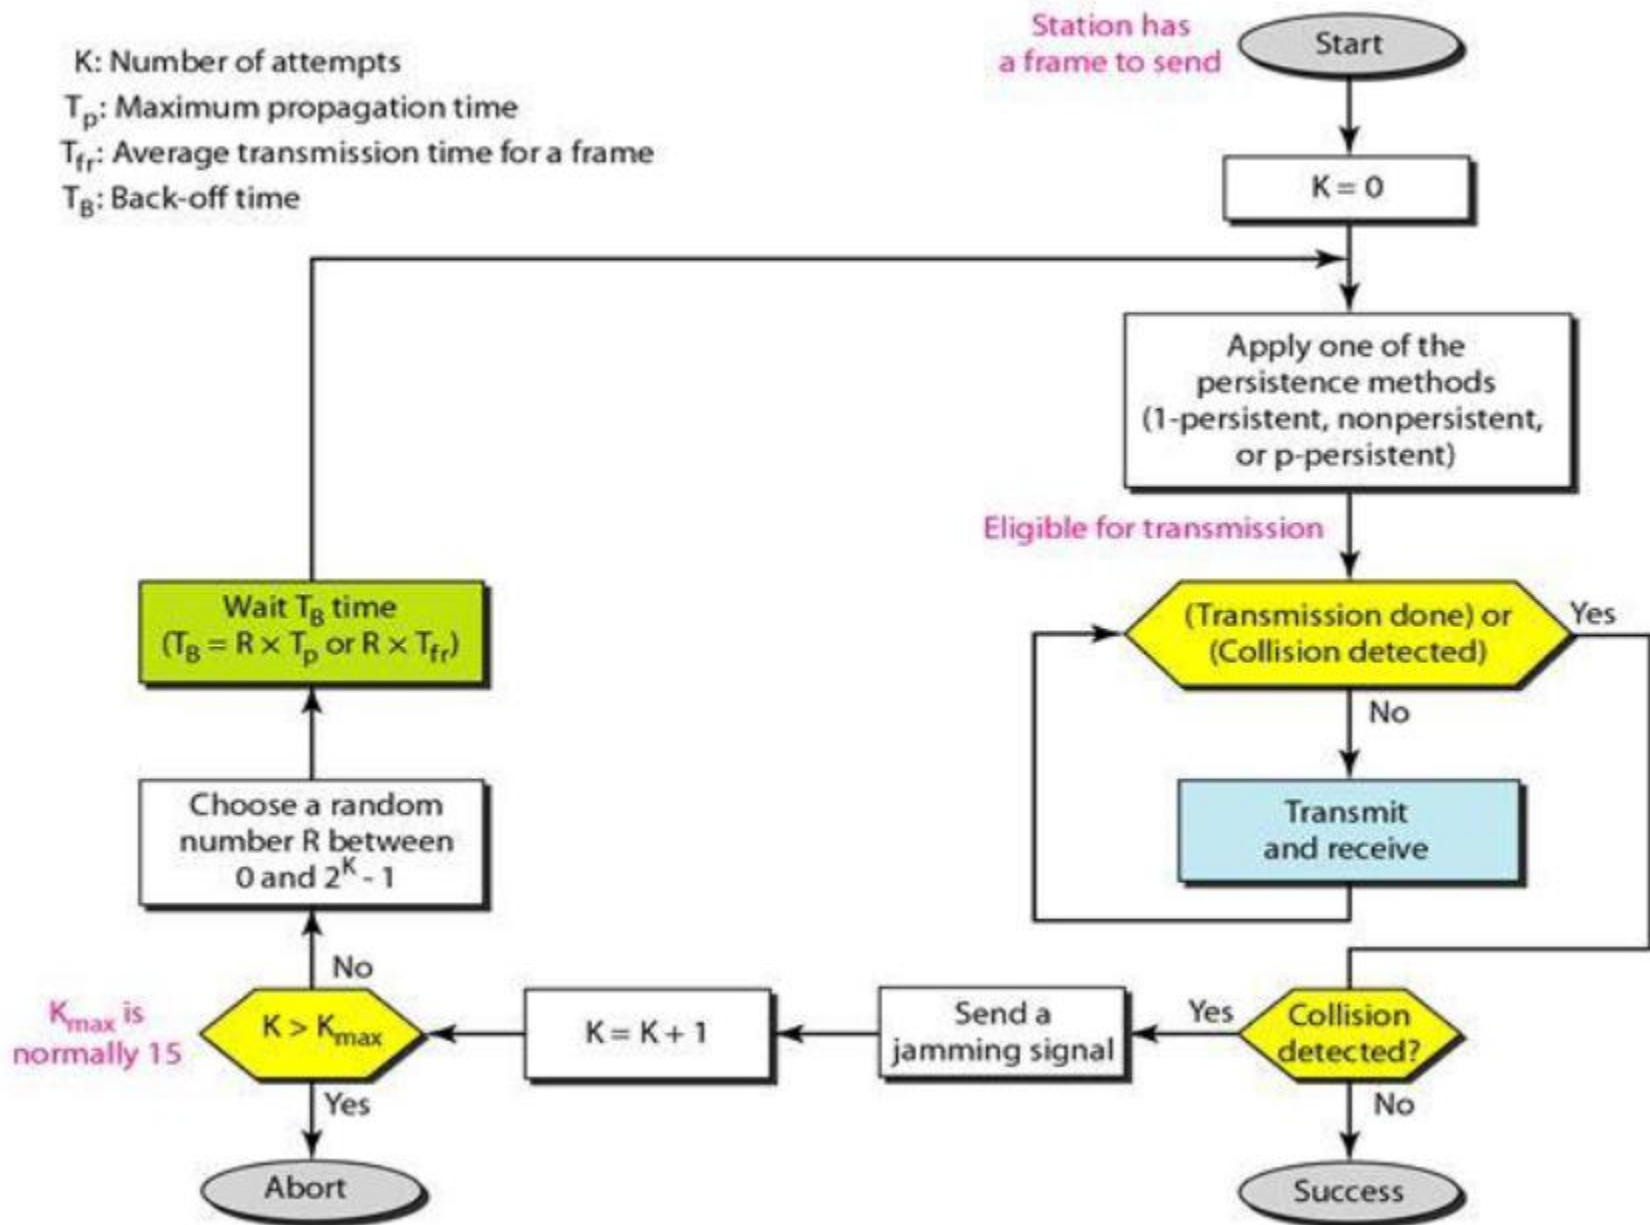 K: Number of attempts
Tp: Maximum propagation time
Tfr: Average transmission time for a frame
TB: Back-off time
Station has
a frame to send
Start
K = 0
Apply one of the
persistence methods
(1-persistent, nonpersistent,
or p-persistent)
Eligible for transmission
(Transmission done) or
(Collision detected)
Yes
No
Transmit
and receive
Collision
detected?
No
Success
Yes
Send a
jamming signal
K = K + 1
K > Kmax
Kmax is
normally 15
Yes
Abort
No
Choose a random
number R between
0 and 2^K - 1
Wait TB time
(TB = R × Tp or R × Tfr)